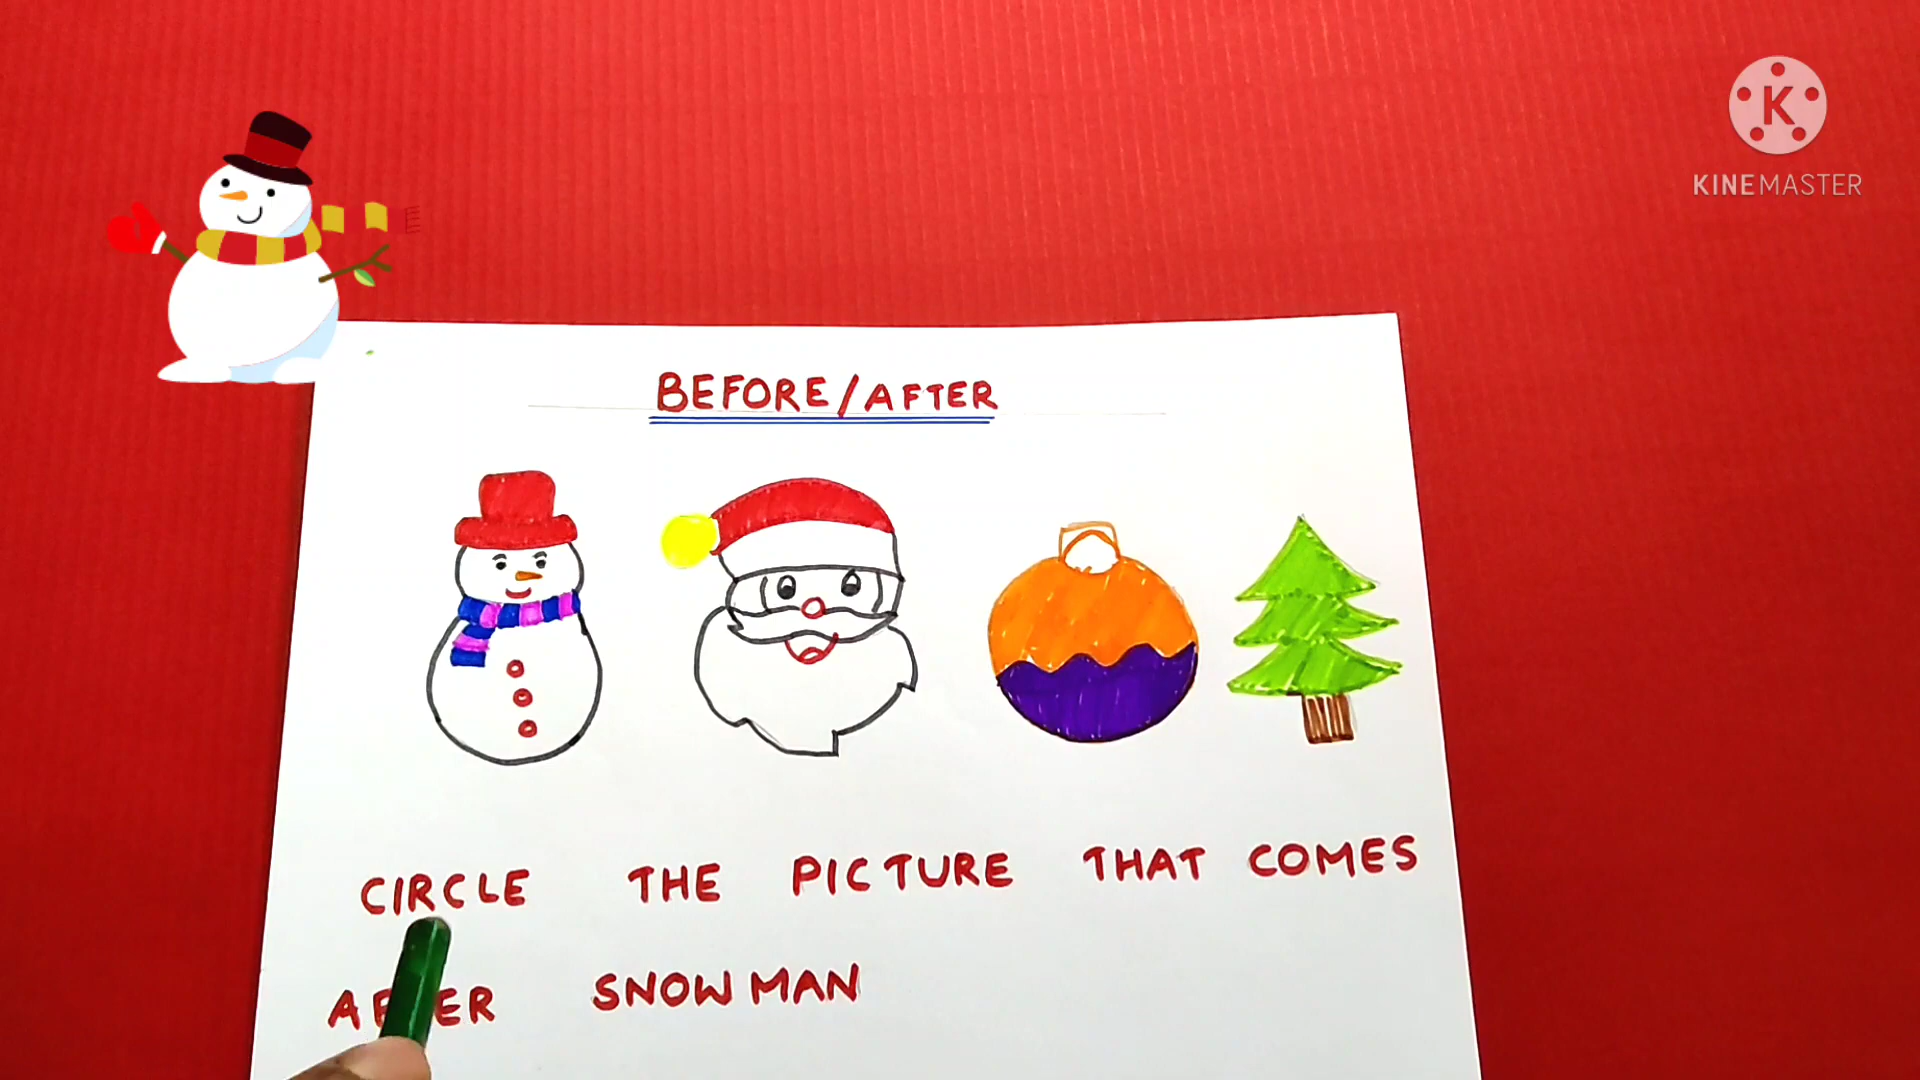 K
KINEMASTER
BEFORE/AFTER
CIRCLE THE PICTURE THAT COMES
SNOWMAN